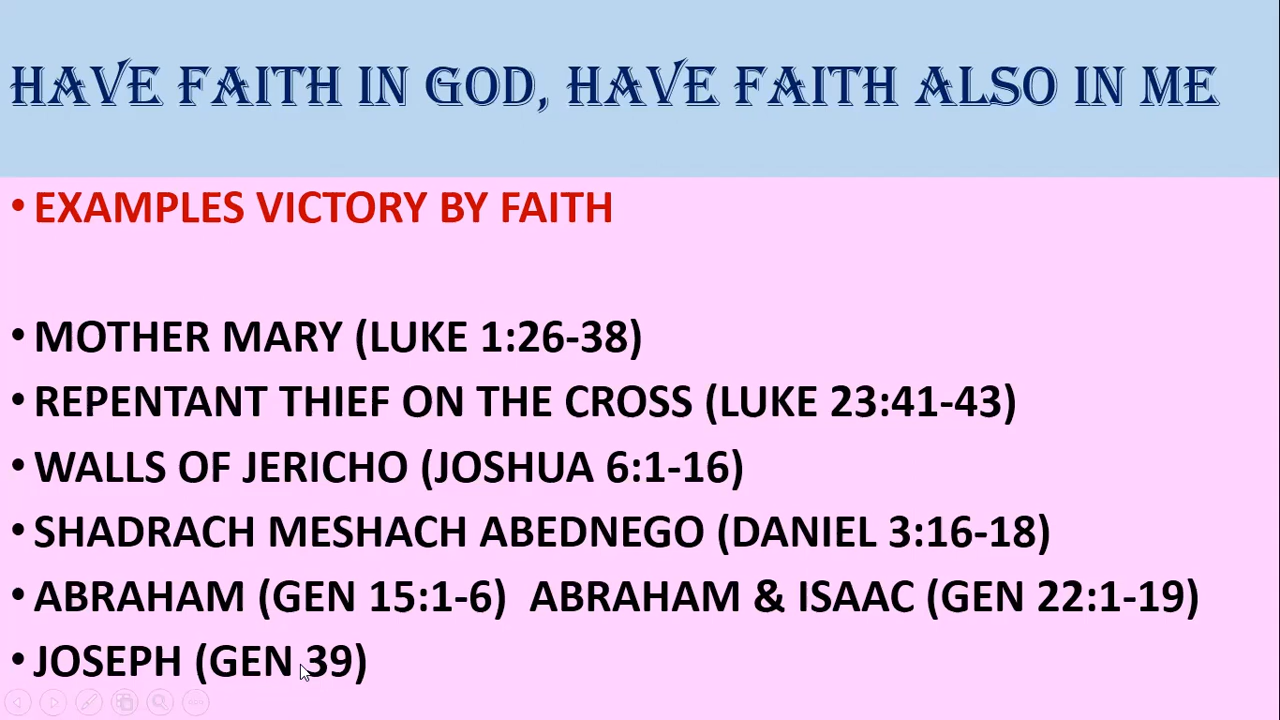 HAVE FAITH IN GOD, HAVE FAITH ALSO IN ME
• EXAMPLES VICTORY BY FAITH
• MOTHER MARY (LUKE 1:26-38)
• REPENTANT THIEF ON THE CROSS (LUKE 23:41-43)
• WALLS OF JERICHO (JOSHUA 6:1-16)
• SHADRACH MESHACH ABEDNEGO (DANIEL 3:16-18)
• ABRAHAM (GEN 15:1-6)  ABRAHAM & ISAAC (GEN 22:1-19)
• JOSEPH (GEN 39)